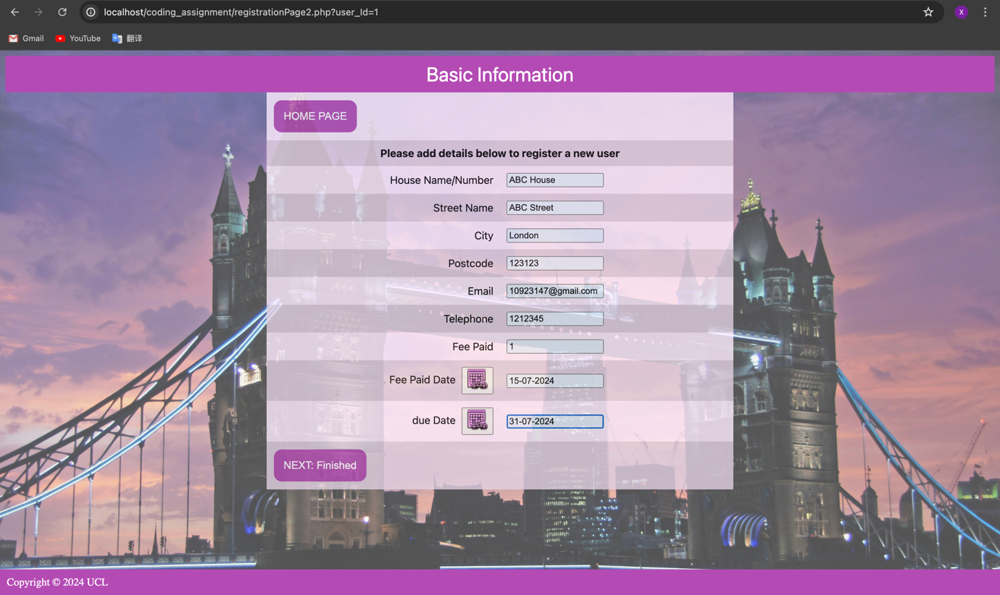 localhost/coding_assignment/registrationPage2.php?user_Id=1
X
Gmail YouTube 翻译
Basic Information
HOME PAGE
Please add details below to register a new user
House Name/Number ABC House
Street Name ABC Street
City London
Postcode 123123
Email 10923147@gmail.com
Telephone 1212345
Fee Paid 1
Fee Paid Date 15-07-2024
due Date 31-07-2024
NEXT: Finished
Copyright © 2024 UCL